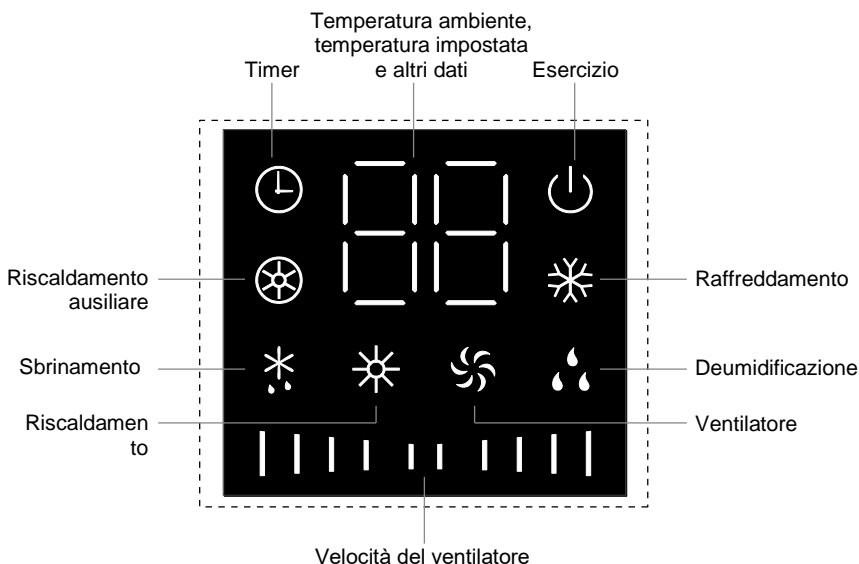 Temperatura ambiente,
temperatura impostata
e altri dati
Timer
Esercizio
88
Riscaldamento
ausiliare
Raffreddamento
Sbrinamento
Deumidificazione
Riscaldamen
to
Ventilatore
Velocità del ventilatore